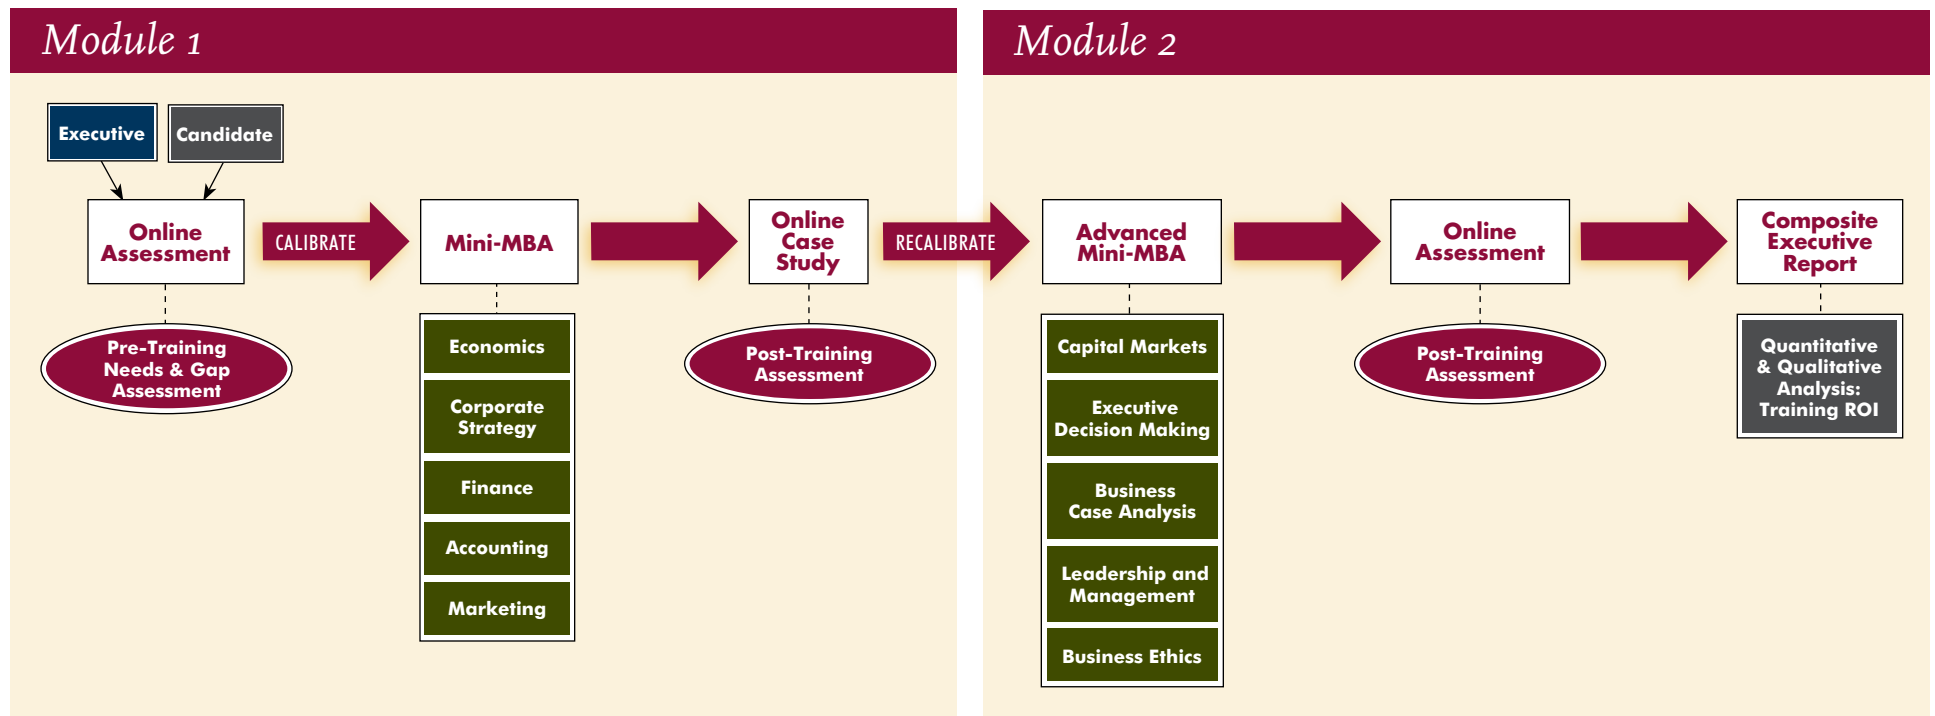 Module 1
Executive
Candidate
Online
Assessment
CALIBRATE
Mini-MBA
Online
Case
Study
RECALIBRATE
Pre-Training
Needs & Gap
Assessment
Economics
Corporate
Strategy
Finance
Accounting
Marketing
Post-Training
Assessment
Module 2
Advanced
Mini-MBA
Online
Assessment
Composite
Executive
Report
Capital Markets
Executive
Decision Making
Business
Case Analysis
Leadership and
Management
Business Ethics
Post-Training
Assessment
Quantitative
& Qualitative
Analysis:
Training ROI